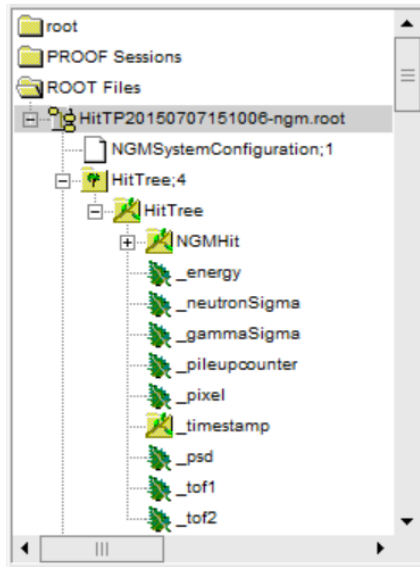 root
PROOF Sessions
ROOT Files
HitTP20150707151006-ngm.root
NGMSystemConfiguration;1
HitTree;4
HitTree
NGMHit
_energy
_neutronSigma
_gammaSigma
_pileupcounter
_pixel
_timestamp
_psd
_tof1
_tof2